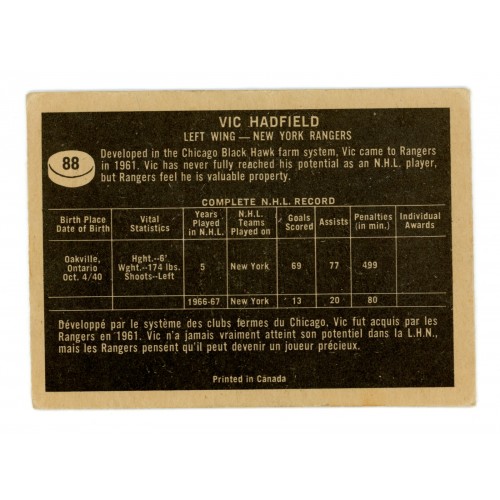 88
VIC HADFIELD
LEFT WING — NEW YORK RANGERS
Developed in the Chicago Black Hawk farm system, Vic came to Rangers
in 1961. Vic has never fully reached his potential as an N.H.L. player,
but Rangers feel he is valuable property.
COMPLETE N.H.L. RECORD
Birth Place Vital Years N.H.L. Goals Assists Penalties Individual
Date of Birth Statistics Played Teams Scored (in min.) Awards
in N.H.L. Played on
Oakville, Hght.--6'
Ontario Wght.--174 lbs. 5 New York 69 77 499
Oct. 4/40 Shoots--Left
1966-67 New York 13 20 80
Développé par le système des clubs fermes du Chicago, Vic fut acquis par les
Rangers en 1961. Vic n'a jamais vraiment atteint son potentiel dans la L.H.N.,
mais les Rangers pensent qu'il peut devenir un joueur précieux.
Printed in Canada